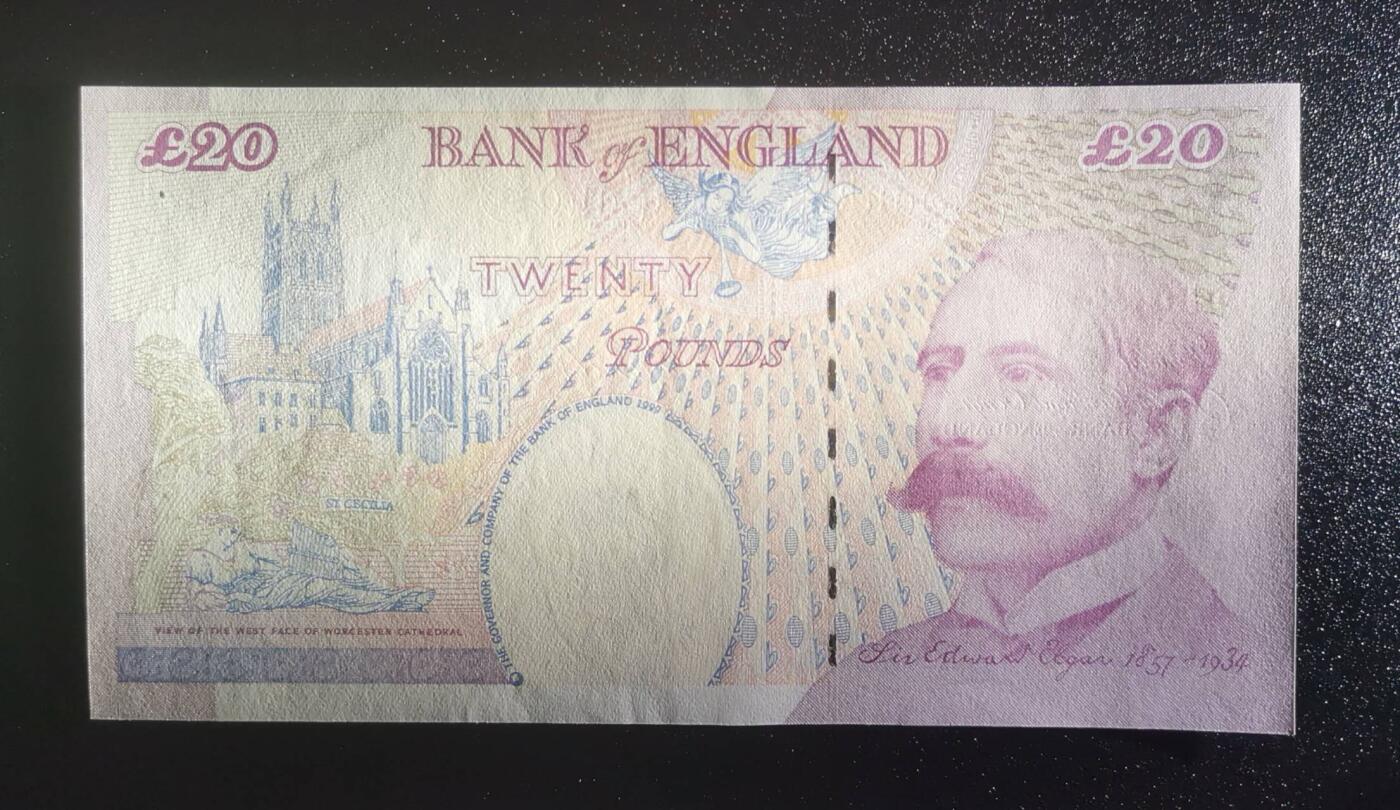 £20
BANK of ENGLAND
£20
TWENTY
POUNDS
© THE GOVERNOR AND COMPANY OF THE BANK OF ENGLAND 1999
ST CECILIA
VIEW OF THE WEST FACE OF WORCESTER CATHEDRAL
Sir Edward Elgar 1857-1934